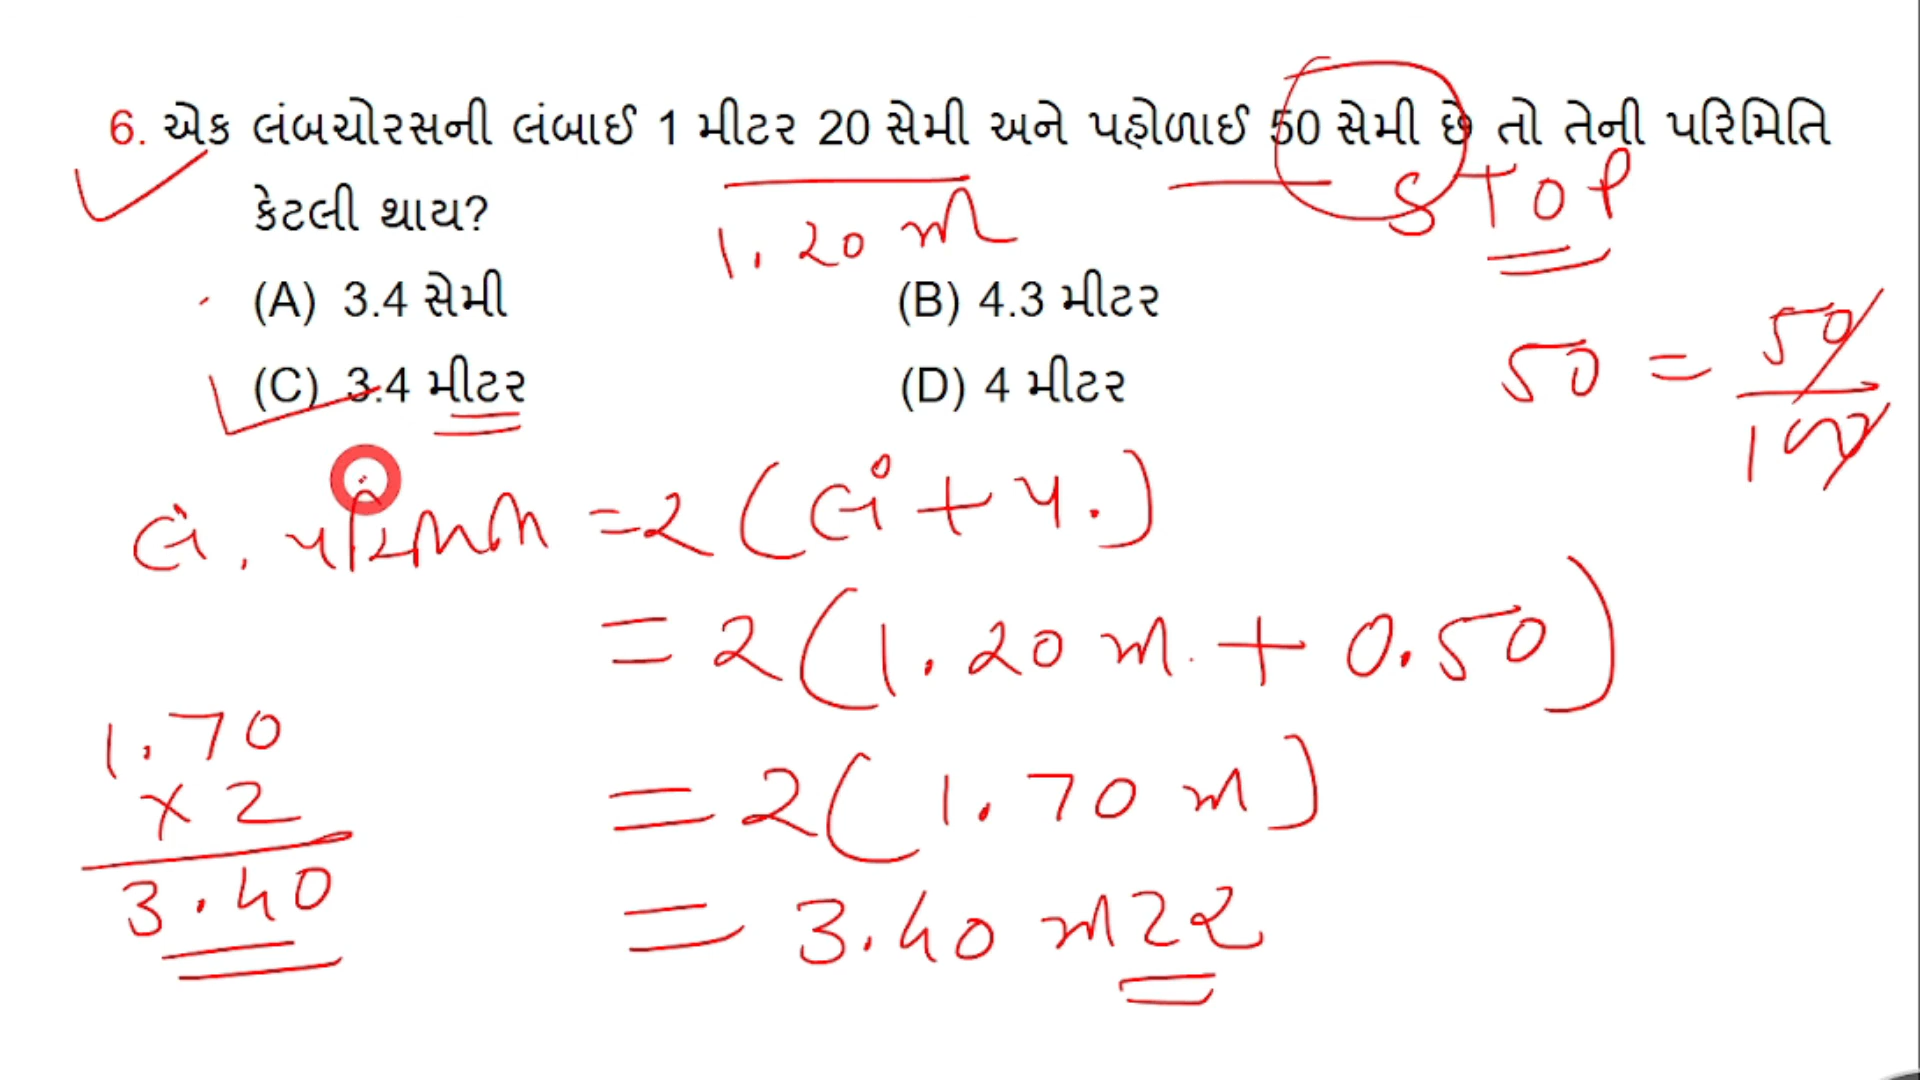 6. એક લંબચોરસની લંબાઈ 1 મીટર 20 સેમી અને પહોળાઈ 50 સેમી છે તો તેની પરિમિતિ
કેટલી થાય?
1.20 મી
STOP
(A) 3.4 સેમી (B) 4.3 મીટર
(C) 3.4 મીટર (D) 4 મીટર
50 = 50/100
લં. પરિમિતિ = 2 (લં + પ.)
= 2 (1.20 મી. + 0.50)
= 2 (1.70 મી)
= 3.40 મીટર
1.70
x 2
3.40